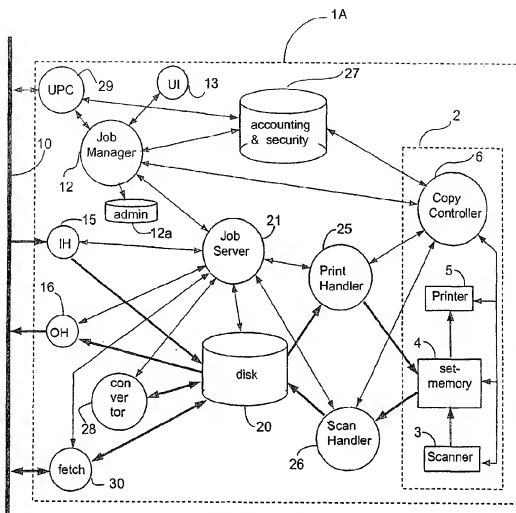 1A
29
UI
13
27
UPC
accounting
& security
2
10
Job
Manager
6
12
Copy
Controller
15
admin
21
25
12a
IH
Job
Server
Print
Handler
5
Printer
16
4
OH
set-
memory
con ver
tor
disk
28
3
Scan
Handler
Scanner
20
fetch
26
30